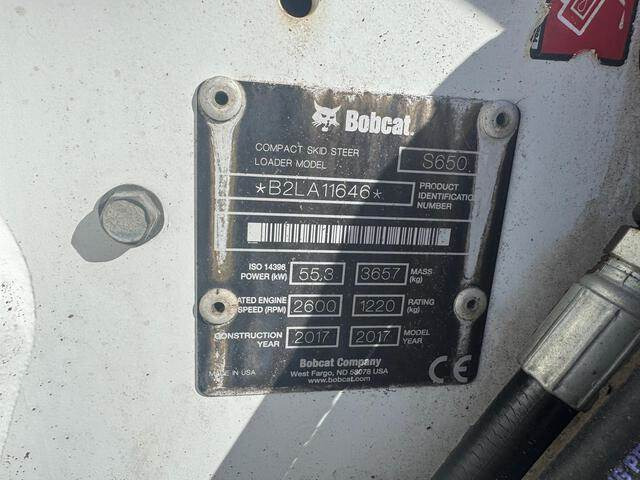 Bobcat.
COMPACT SKID STEER
LOADER MODEL S650
*B2LA11646* PRODUCT IDENTIFICATION NUMBER
ISO 14396 POWER (kW) 55.3 3657 MASS (kg)
RATED ENGINE SPEED (RPM) 2600 1220 RATING (kg)
CONSTRUCTION YEAR 2017 2017 MODEL YEAR
Bobcat Company
MADE IN USA West Fargo, ND 58078 USA
www.bobcat.com
CE